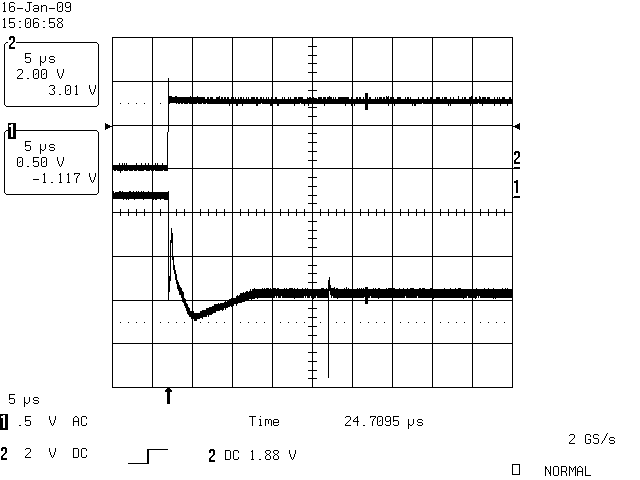 16-Jan-09
15:06:58
2
5 µs
2.00 V
3.01 V
1
5 µs
0.50 V
-1.117 V
2
1
5 µs
1 .5 V AC
Time 24.7095 µs
2 2 V DC
2 DC 1.88 V
2 GS/s
NORMAL